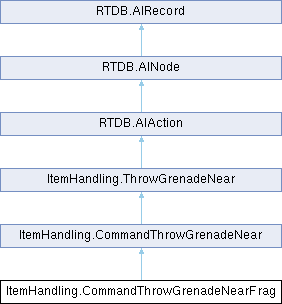 RTDB.AIRecord
RTDB.AINode
RTDB.AIAction
ItemHandling.ThrowGrenadeNear
ItemHandling.CommandThrowGrenadeNear
ItemHandling.CommandThrowGrenadeNearFrag